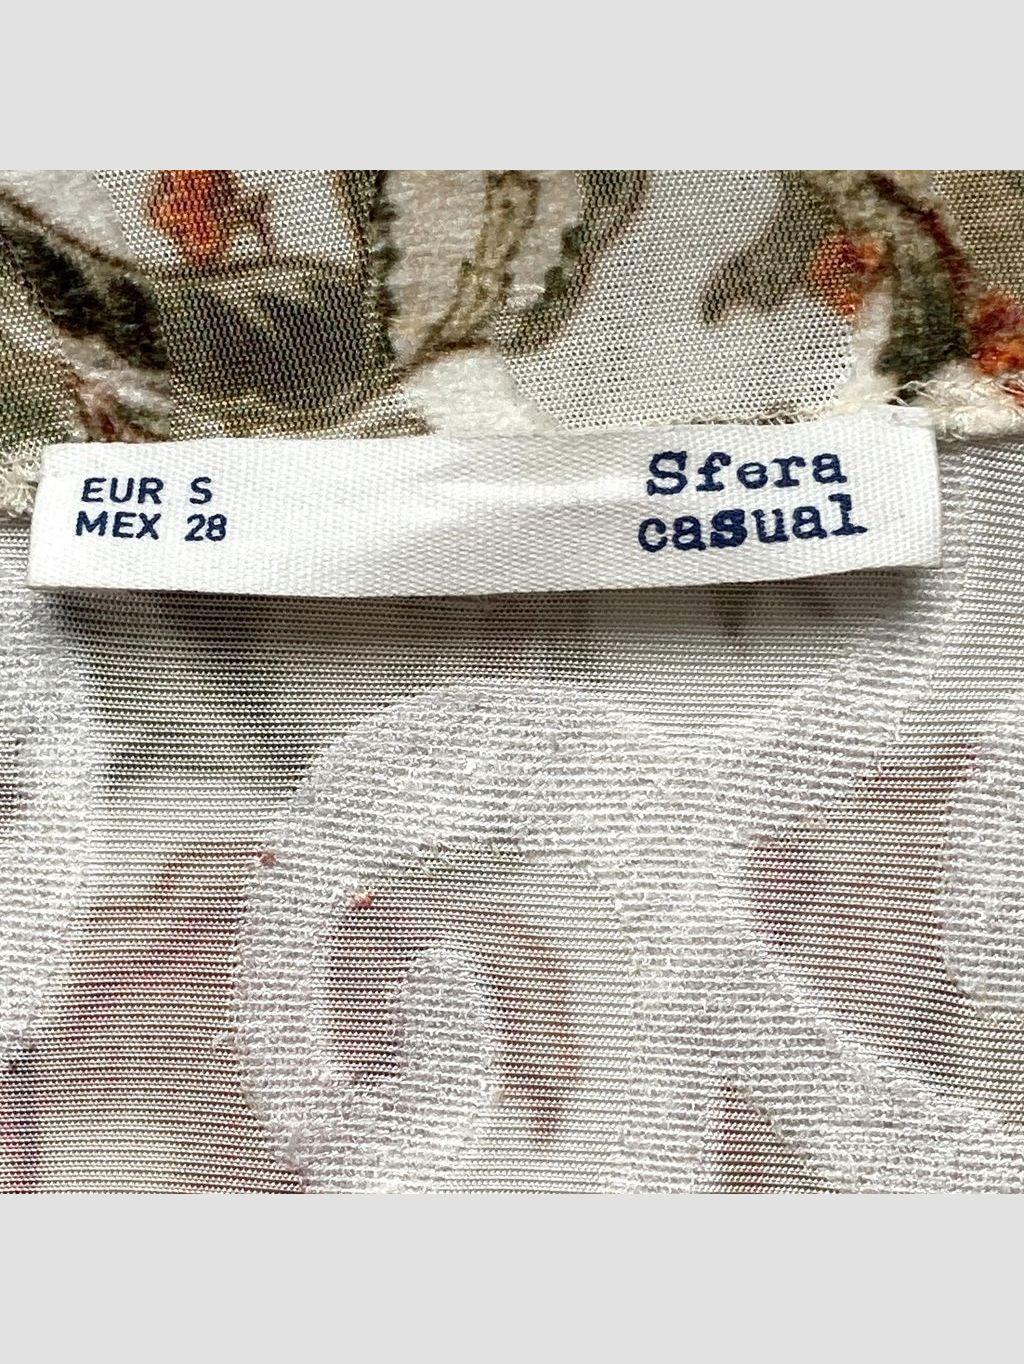 EUR S
MEX 28
Sfera
casual